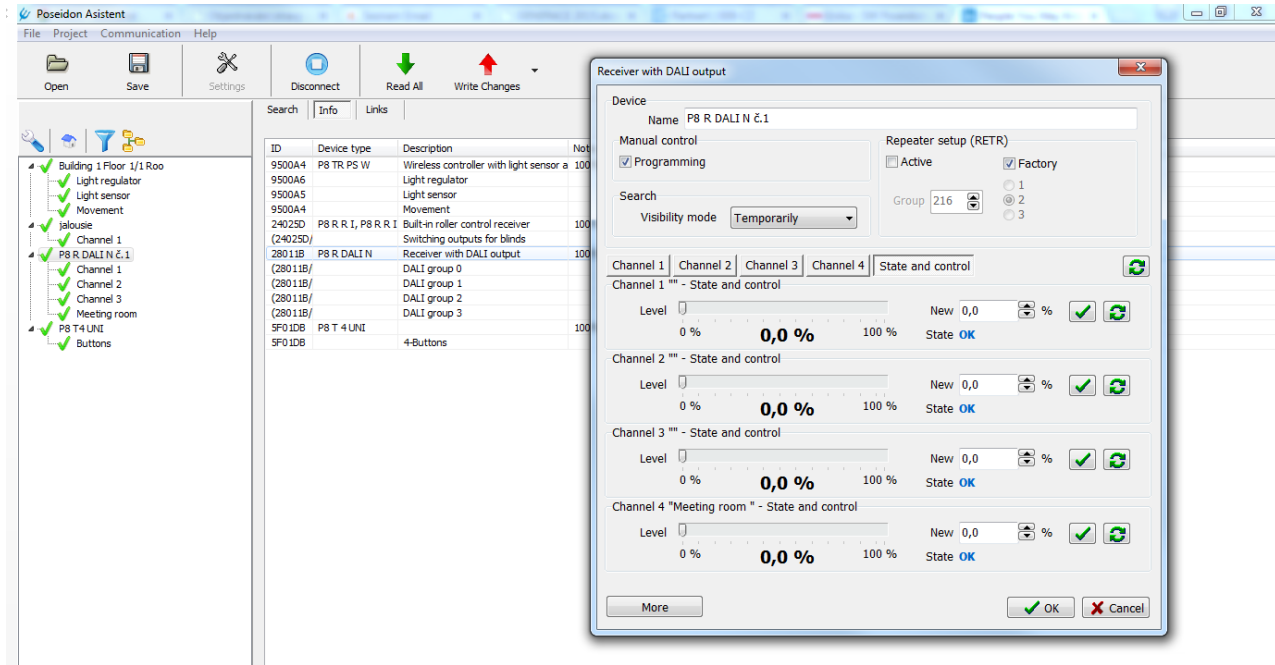 Poseidon Asistent
File Project Communication Help
Open Save Settings Disconnect Read All Write Changes
Search Info Links
Building 1 Floor 1/1 Roo
Light regulator
Light sensor
Movement
jalousie
Channel 1
P8 R DALI N č.1
Channel 1
Channel 2
Channel 3
Meeting room
P8 T4 UNI
Buttons
ID Device type Description Not
9500A4 P8 TR PS W Wireless controller with light sensor a 100
9500A6 Light regulator
9500A5 Light sensor
9500A4 Movement
24025D P8 R R I, P8 R R I Built-in roller control receiver 100
(24025D/ Switching outputs for blinds
28011B P8 R DALI N Receiver with DALI output 100
(28011B/ DALI group 0
(28011B/ DALI group 1
(28011B/ DALI group 2
(28011B/ DALI group 3
5F01DB P8 T 4 UNI 100
5F01DB 4-Buttons
Receiver with DALI output
Device
Name P8 R DALI N č.1
Manual control
Programming
Search
Visibility mode Temporarily
Repeater setup (RETR)
Active Factory
Group 216
1
2
3
Channel 1 Channel 2 Channel 3 Channel 4 State and control
Channel 1 "" - State and control
Level New 0,0 %
0 % 0,0 % 100 % State OK
Channel 2 "" - State and control
Level New 0,0 %
0 % 0,0 % 100 % State OK
Channel 3 "" - State and control
Level New 0,0 %
0 % 0,0 % 100 % State OK
Channel 4 "Meeting room " - State and control
Level New 0,0 %
0 % 0,0 % 100 % State OK
More OK Cancel